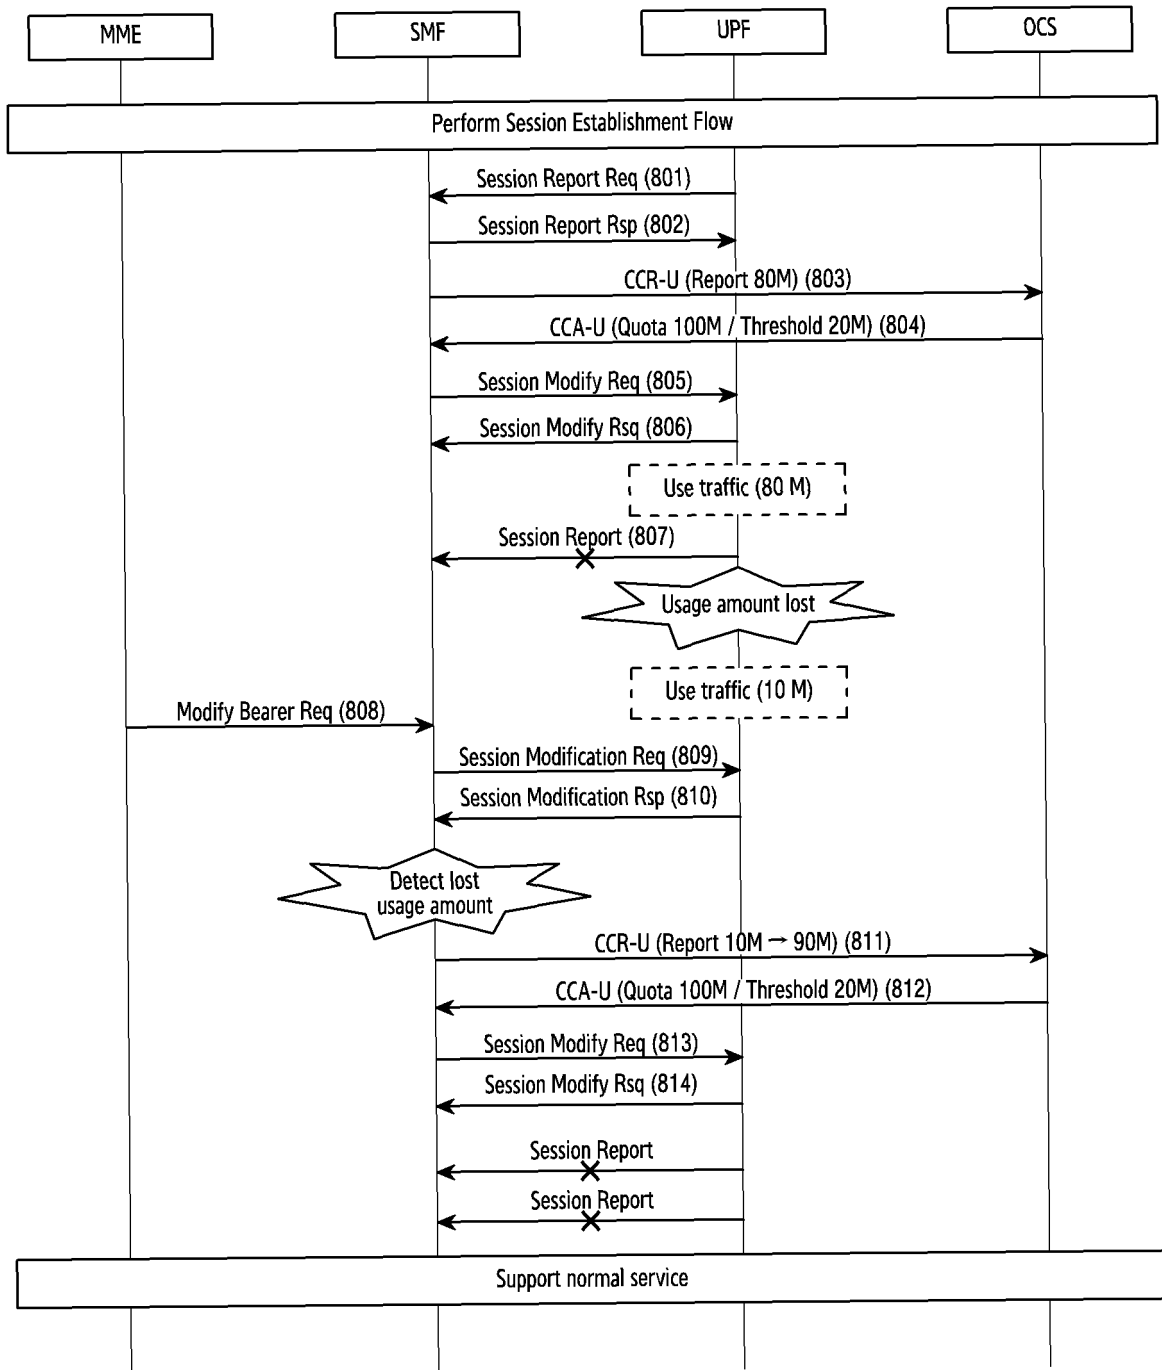 MME
SMF
UPF
OCS
Perform Session Establishment Flow
Session Report Req (801)
Session Report Rsp (802)
CCR-U (Report 80M) (803)
CCA-U (Quota 100M / Threshold 20M) (804)
Session Modify Req (805)
Session Modify Rsq (806)
Use traffic (80 M)
Session Report (807)
Usage amount lost
Use traffic (10 M)
Modify Bearer Req (808)
Session Modification Req (809)
Session Modification Rsp (810)
Detect lost
usage amount
CCR-U (Report 10M → 90M) (811)
CCA-U (Quota 100M / Threshold 20M) (812)
Session Modify Req (813)
Session Modify Rsq (814)
Session Report
Session Report
Support normal service